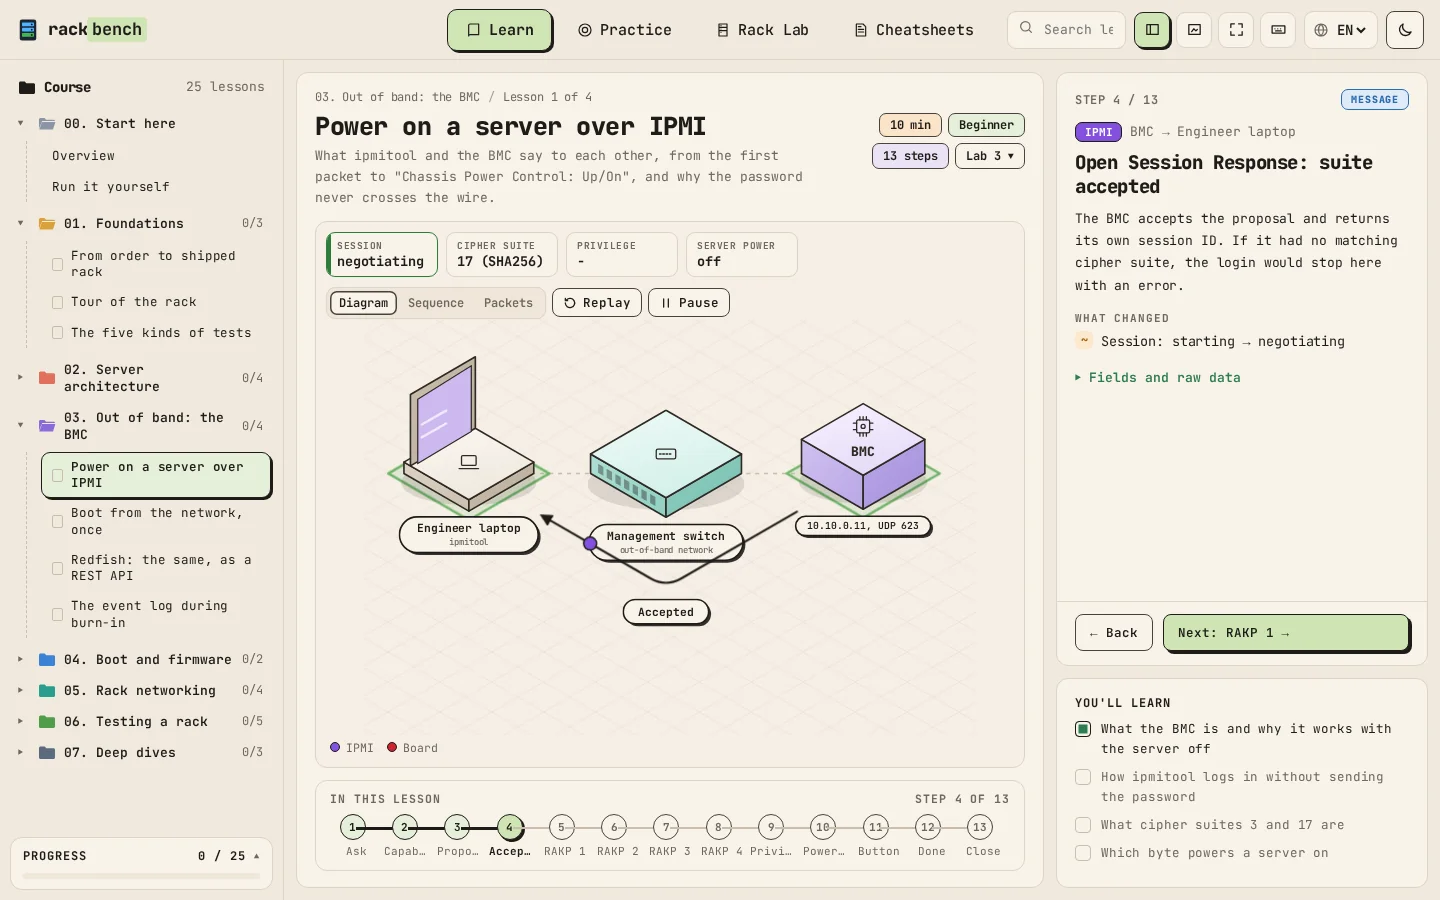 rackbench
Learn
Practice
Rack Lab
Cheatsheets
Search le
EN
Course
25 lessons
00. Start here
Overview
Run it yourself
01. Foundations
0/3
From order to shipped
rack
Tour of the rack
The five kinds of tests
02. Server
architecture
0/4
03. Out of band: the
BMC
0/4
Power on a server over
IPMI
Boot from the network,
once
Redfish: the same, as a
REST API
The event log during
burn-in
04. Boot and firmware
0/2
05. Rack networking
0/4
06. Testing a rack
0/5
07. Deep dives
0/3
PROGRESS
0 / 25
03. Out of band: the BMC / Lesson 1 of 4
Power on a server over IPMI
What ipmitool and the BMC say to each other, from the first
packet to "Chassis Power Control: Up/On", and why the password
never crosses the wire.
10 min
Beginner
13 steps
Lab 3 ▾
SESSION
negotiating
CIPHER SUITE
17 (SHA256)
PRIVILEGE
-
SERVER POWER
off
Diagram
Sequence
Packets
Replay
Pause
BMC
Engineer laptop
ipmitool
Management switch
out-of-band network
10.10.0.11, UDP 623
Accepted
IPMI
Board
IN THIS LESSON
STEP 4 OF 13
1
2
3
4
5
6
7
8
9
10
11
12
13
Ask
Capab…
Propo…
Accep…
RAKP 1
RAKP 2
RAKP 3
RAKP 4
Privi…
Power…
Button
Done
Close
STEP 4 / 13
MESSAGE
IPMI
BMC → Engineer laptop
Open Session Response: suite
accepted
The BMC accepts the proposal and returns
its own session ID. If it had no matching
cipher suite, the login would stop here
with an error.
WHAT CHANGED
~ Session: starting → negotiating
▸ Fields and raw data
← Back
Next: RAKP 1 →
YOU'LL LEARN
What the BMC is and why it works with
the server off
How ipmitool logs in without sending
the password
What cipher suites 3 and 17 are
Which byte powers a server on